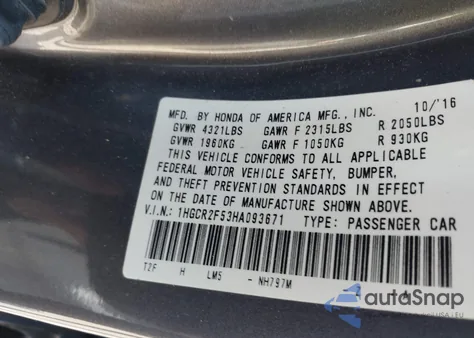 MFD. BY HONDA OF AMERICA MFG., INC. 10/'16
GVWR 4321LBS GAWR F 2315LBS R 2050LBS
GVWR 1960KG GAWR F 1050KG R 930KG
THIS VEHICLE CONFORMS TO ALL APPLICABLE
FEDERAL MOTOR VEHICLE SAFETY, BUMPER,
AND THEFT PREVENTION STANDARDS IN EFFECT
ON THE DATE OF MANUFACTURE SHOWN ABOVE.
V.I.N.: 1HGCR2F53HA093671 TYPE: PASSENGER CAR
T2F H LM5 - NH797M
autoSnap